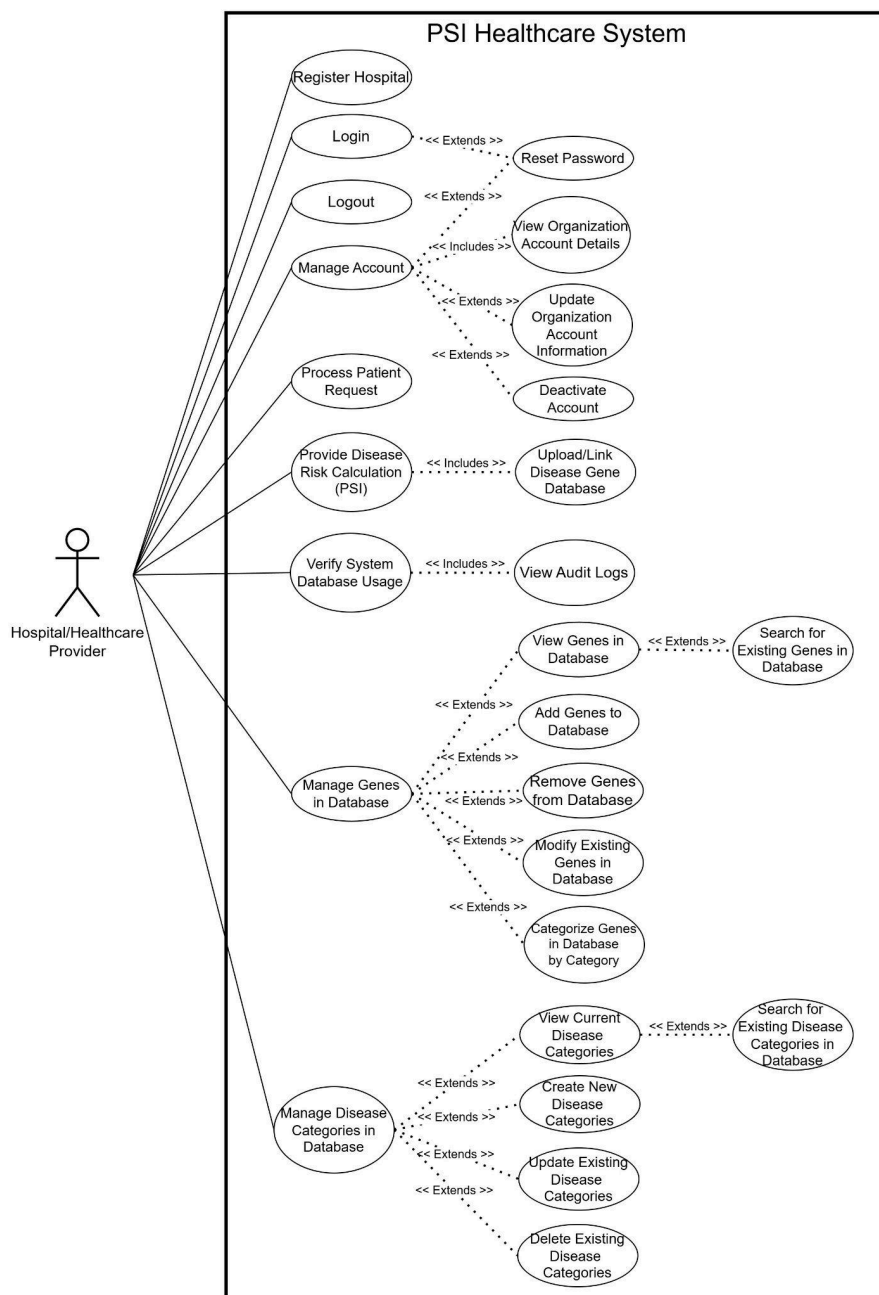 PSI Healthcare System
Register Hospital
Login
<< Extends >>
Reset Password
Logout
<< Extends >>
View Organization
Account Details
<< Includes >>
Manage Account
<< Extends >>
Update
Organization
Account
Information
<< Extends >>
Deactivate
Account
Process Patient
Request
Provide Disease
Risk Calculation
(PSI)
<< Includes >>
Upload/Link
Disease Gene
Database
Verify System
Database Usage
<< Includes >>
View Audit Logs
Hospital/Healthcare
Provider
View Genes in
Database
<< Extends >>
Search for
Existing Genes in
Database
<< Extends >>
Add Genes to
Database
<< Extends >>
Manage Genes
in Database
Remove Genes
from Database
<< Extends >>
<< Extends >>
Modify Existing
Genes in
Database
<< Extends >>
Categorize Genes
in Database
by Category
View Current
Disease
Categories
<< Extends >>
Search for
Existing Disease
Categories in
Database
<< Extends >>
Create New
Disease
Categories
<< Extends >>
Manage Disease
Categories in
Database
<< Extends >>
Update Existing
Disease
Categories
<< Extends >>
Delete Existing
Disease
Categories